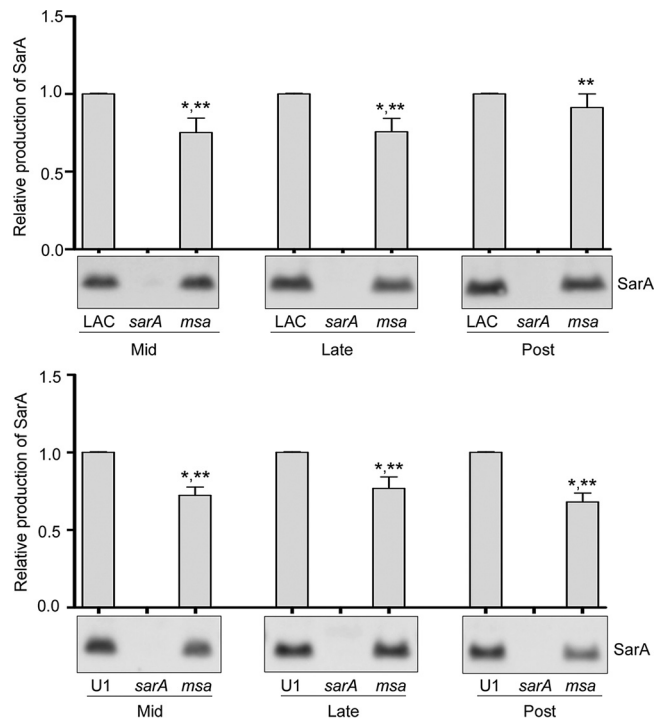 Relative production of SarA
1.5
1.0
0.5
0.0
*,**
*,**
**
SarA
LAC sarA msa LAC sarA msa LAC sarA msa
Mid Late Post
Relative production of SarA
1.5
1.0
0.5
0.0
*,**
*,**
*,**
SarA
U1 sarA msa U1 sarA msa U1 sarA msa
Mid Late Post